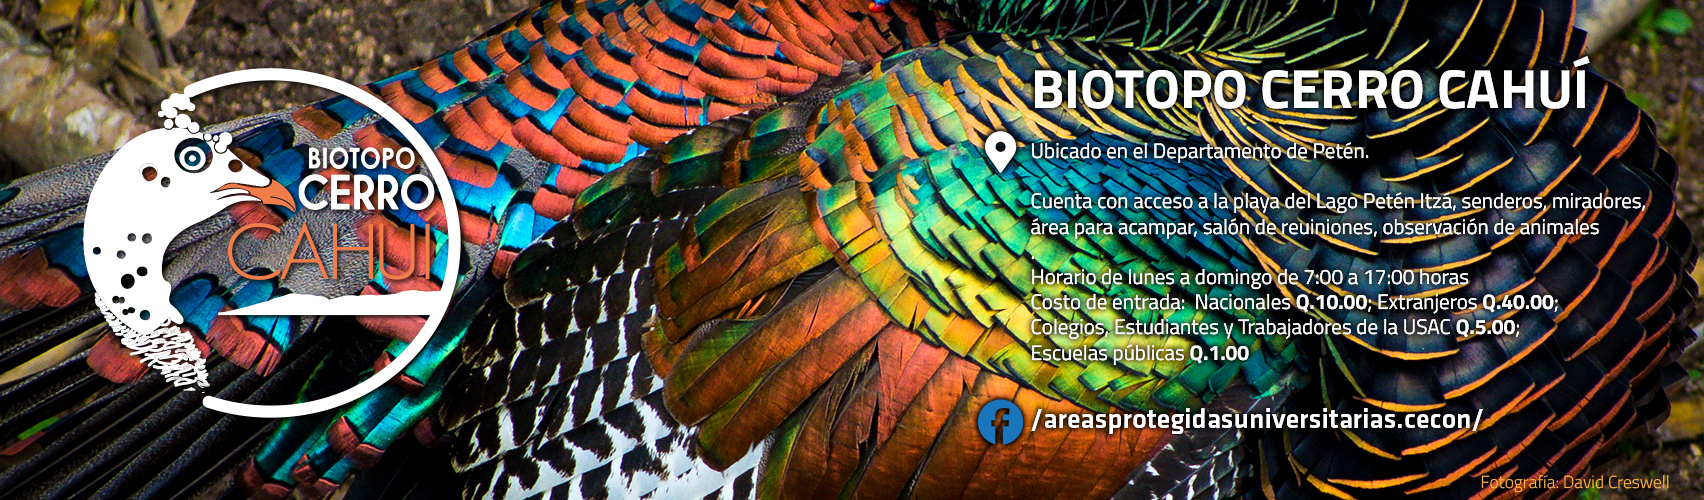 BIOTOPO
CERRO
CAHUI
BIOTOPO CERRO CAHUÍ
Ubicado en el Departamento de Petén.
Cuenta con acceso a la playa del Lago Petén Itzá, senderos, miradores,
área para acampar, salón de reuiniones, observación de animales
.
Horario de lunes a domingo de 7:00 a 17:00 horas
Costo de entrada: Nacionales Q.10.00; Extranjeros Q.40.00;
Colegios, Estudiantes y Trabajadores de la USAC Q.5.00;
Escuelas públicas Q.1.00
/areasprotegidasuniversitarias.cecon/
Fotografía: David Creswell